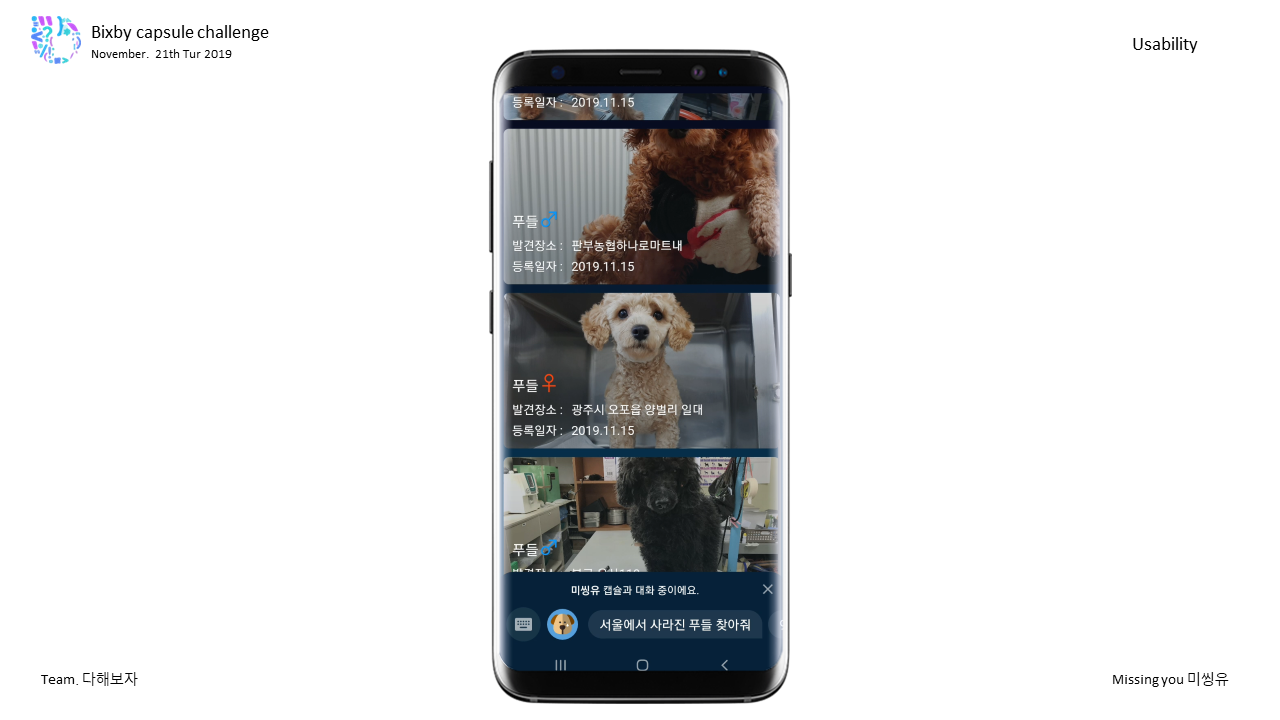 Bixby capsule challenge
November. 21th Tur 2019
Usability
등록일자 : 2019.11.15
푸들
발견장소 : 판부농협하나로마트내
등록일자 : 2019.11.15
푸들
발견장소 : 광주시 오포읍 양벌리 일대
등록일자 : 2019.11.15
푸들
미씽유 캡슐과 대화 중이에요.
서울에서 사라진 푸들 찾아줘
Team. 다해보자
Missing you 미씽유